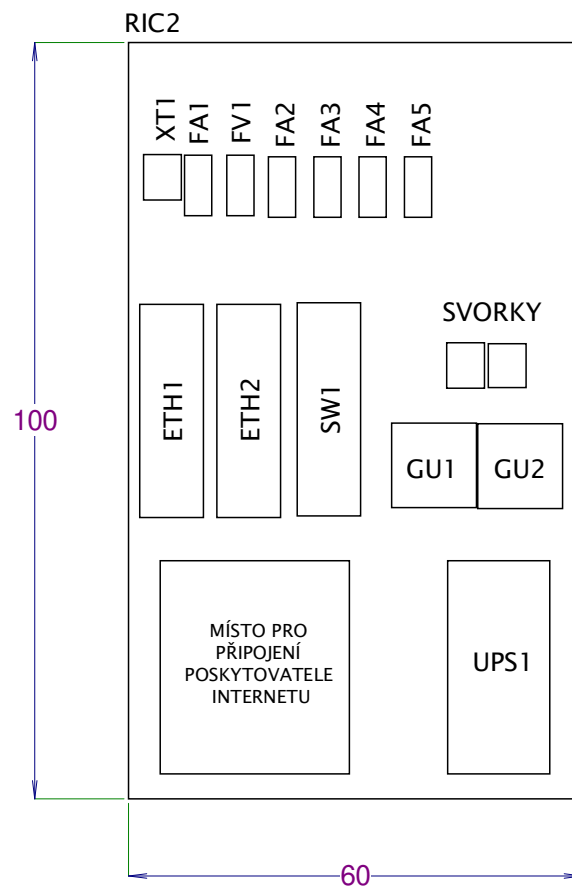 RIC2
XT1
FA1
FV1
FA2
FA3
FA4
FA5
SVORKY
ETH1
ETH2
SW1
100
GU1
GU2
MÍSTO PRO
PŘIPOJENÍ
POSKYTOVATELE
INTERNETU
UPS1
60